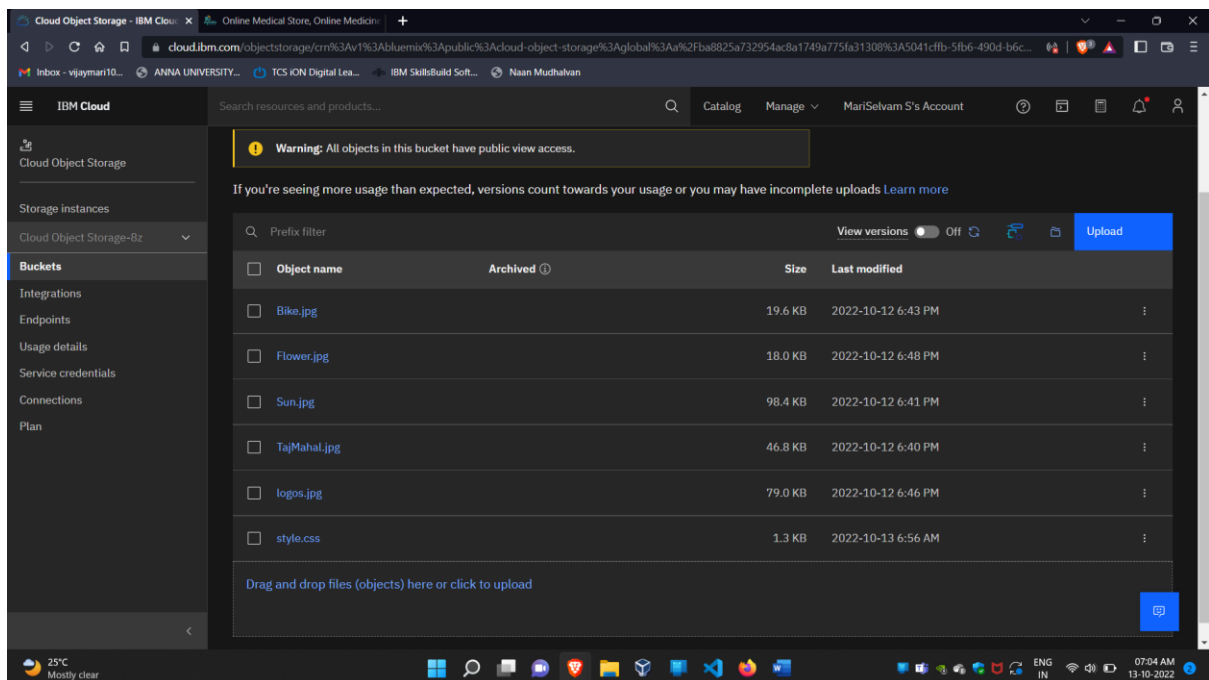 Cloud Object Storage - IBM Clou
Online Medical Store, Online Medicine
cloud.ibm.com/objectstorage/crn%3Av1%3Abluemix%3Apublic%3Acloud-object-storage%3Aglobal%3Aa%2Fba8825a732954ac8a1749a775fa31308%3A5041cffb-5fb6-490d-b6c...
Inbox - vijaymari10... ANNA UNIVERSITY... TCS iON Digital Lea... IBM SkillsBuild Soft... Naan Mudhalvan
IBM Cloud
Search resources and products...
Catalog Manage MariSelvam S's Account
Cloud Object Storage
Storage instances
Cloud Object Storage-8z
Buckets
Integrations
Endpoints
Usage details
Service credentials
Connections
Plan
Warning: All objects in this bucket have public view access.
If you're seeing more usage than expected, versions count towards your usage or you may have incomplete uploads Learn more
Prefix filter View versions Off Upload
Object name Archived Size Last modified
Bike.jpg 19.6 KB 2022-10-12 6:43 PM
Flower.jpg 18.0 KB 2022-10-12 6:48 PM
Sun.jpg 98.4 KB 2022-10-12 6:41 PM
TajMahal.jpg 46.8 KB 2022-10-12 6:40 PM
logos.jpg 79.0 KB 2022-10-12 6:46 PM
style.css 1.3 KB 2022-10-13 6:56 AM
Drag and drop files (objects) here or click to upload
25°C
Mostly clear
ENG
IN
07:04 AM
13-10-2022